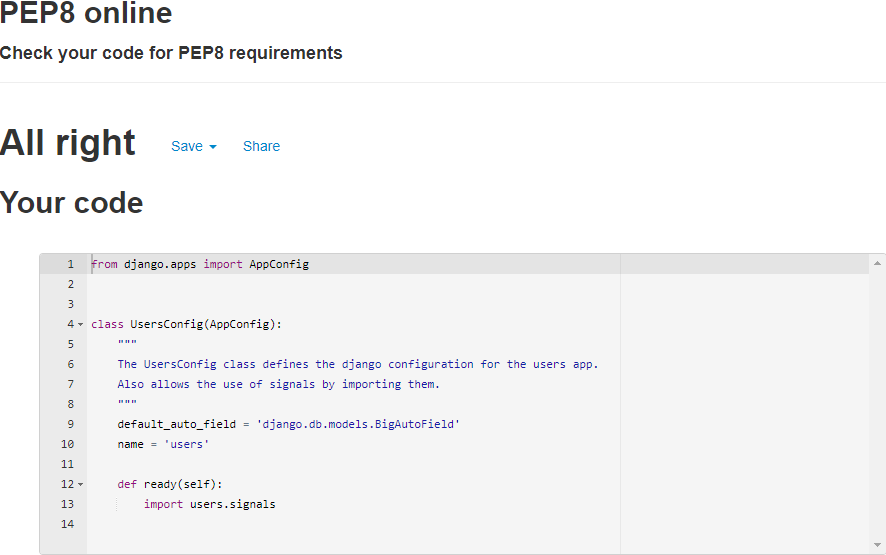 PEP8 online
Check your code for PEP8 requirements
All right Save Share
Your code
1 from django.apps import AppConfig
2
3
4 class UsersConfig(AppConfig):
5     """
6     The UsersConfig class defines the django configuration for the users app.
7     Also allows the use of signals by importing them.
8     """
9     default_auto_field = 'django.db.models.BigAutoField'
10     name = 'users'
11
12     def ready(self):
13         import users.signals
14